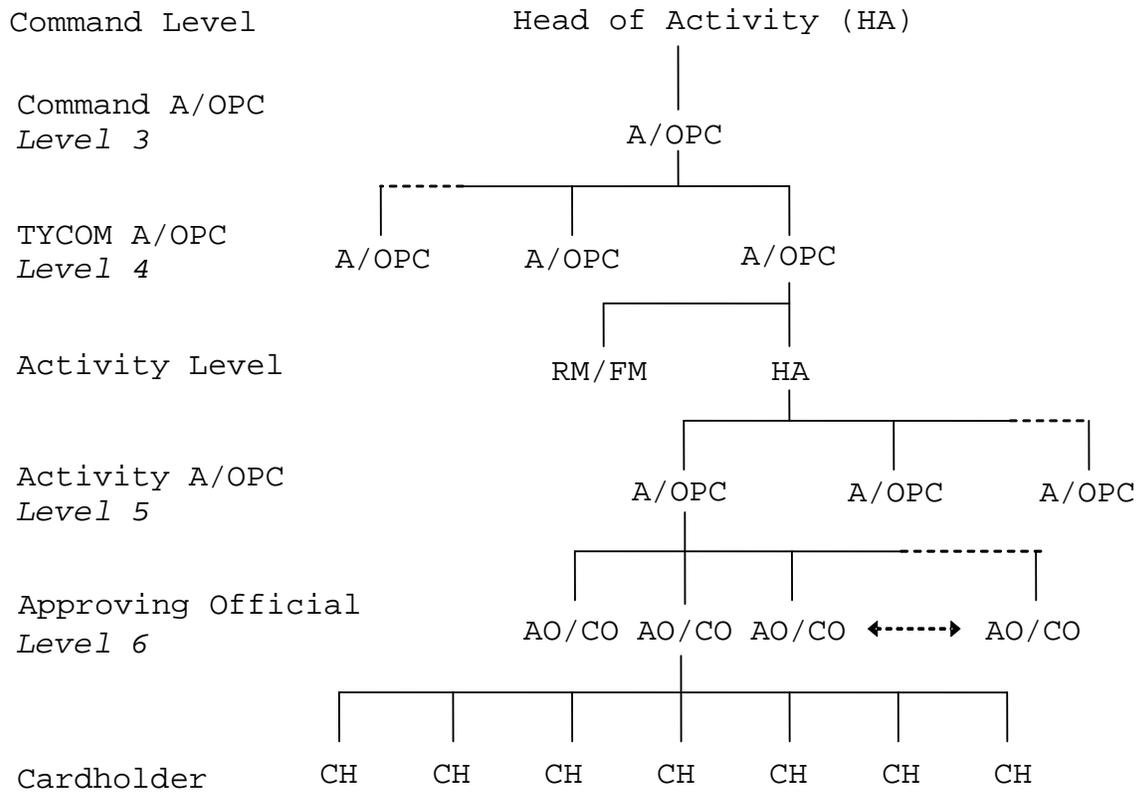 Command Level Head of Activity (HA)
Command A/OPC
Level 3
A/OPC
TYCOM A/OPC
Level 4
A/OPC A/OPC A/OPC
Activity Level RM/FM HA
Activity A/OPC
Level 5
A/OPC A/OPC A/OPC
Approving Official
Level 6
AO/CO AO/CO AO/CO AO/CO
Cardholder CH CH CH CH CH CH CH